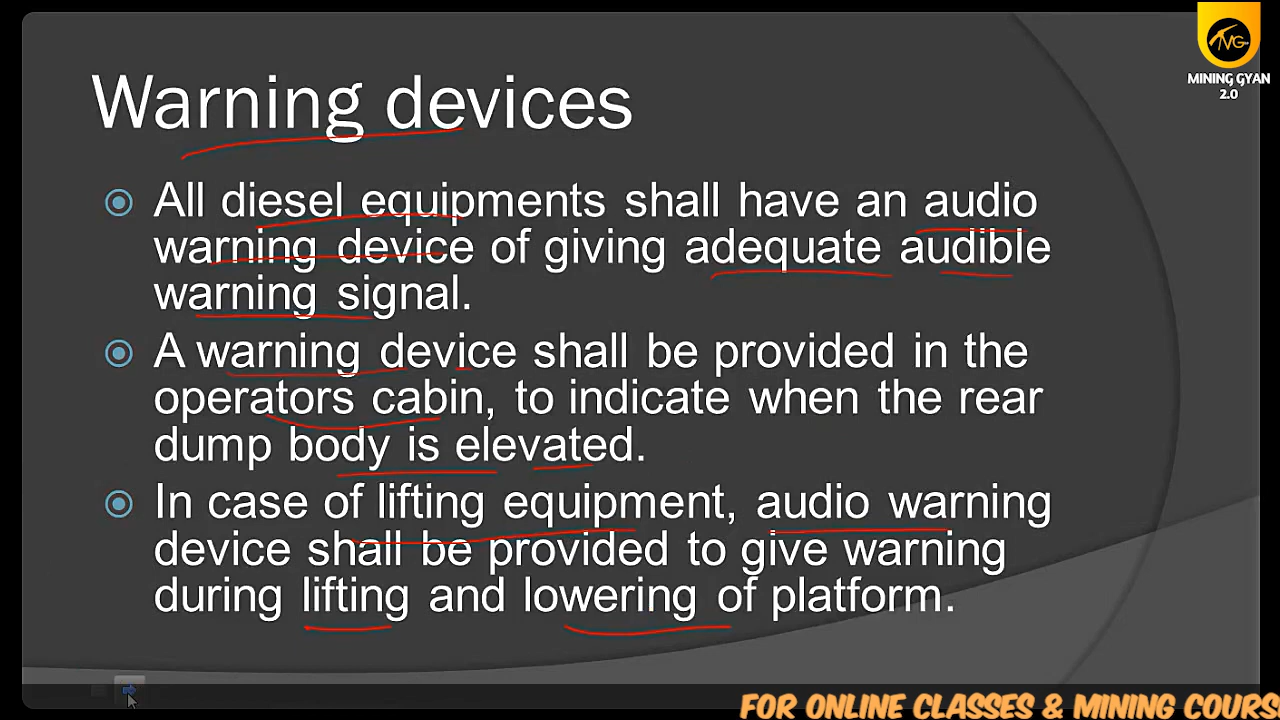 Warning devices
All diesel equipments shall have an audio
warning device of giving adequate audible
warning signal.
A warning device shall be provided in the
operators cabin, to indicate when the rear
dump body is elevated.
In case of lifting equipment, audio warning
device shall be provided to give warning
during lifting and lowering of platform.
MG
MINING GYAN
2.0
FOR ONLINE CLASSES & MINING COURS